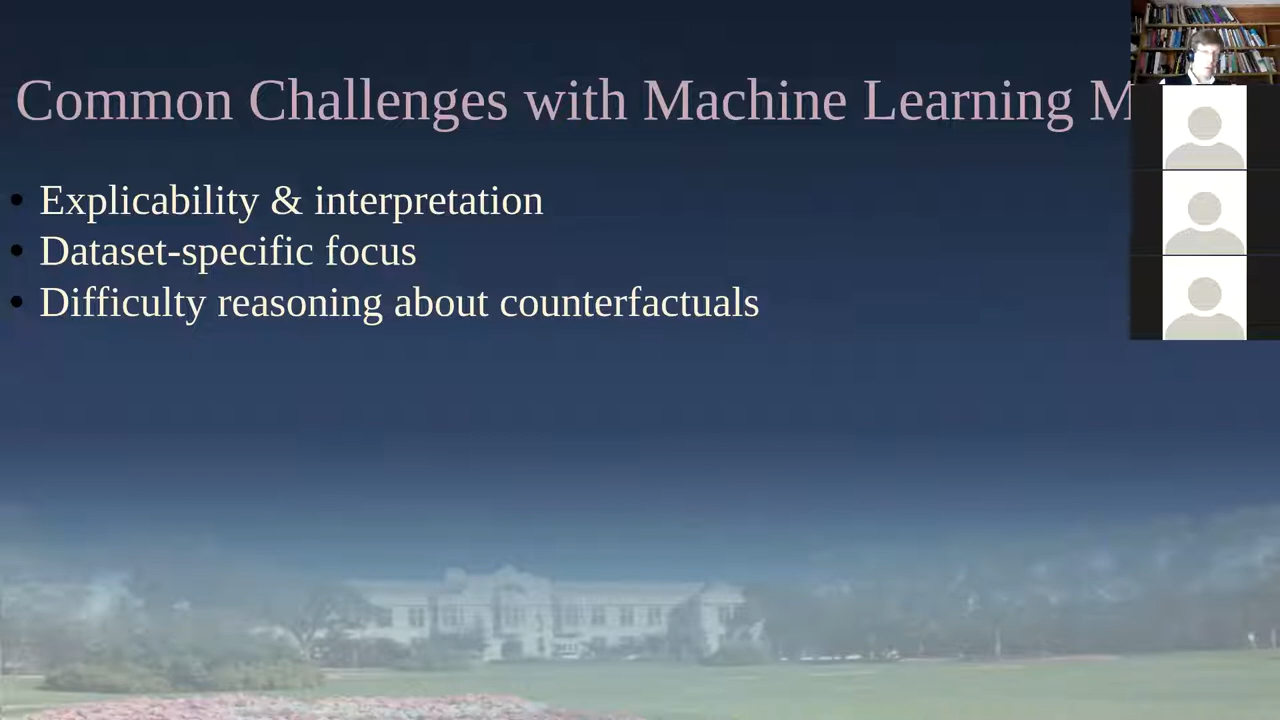 Common Challenges with Machine Learning M
• Explicability & interpretation
• Dataset-specific focus
• Difficulty reasoning about counterfactuals